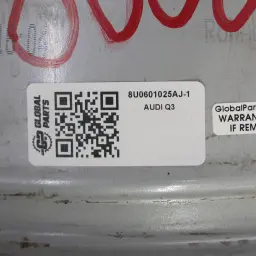 GLOBAL
PARTS
8U0601025AJ-1
AUDI Q3
GlobalPar
WARRAN
IF REM